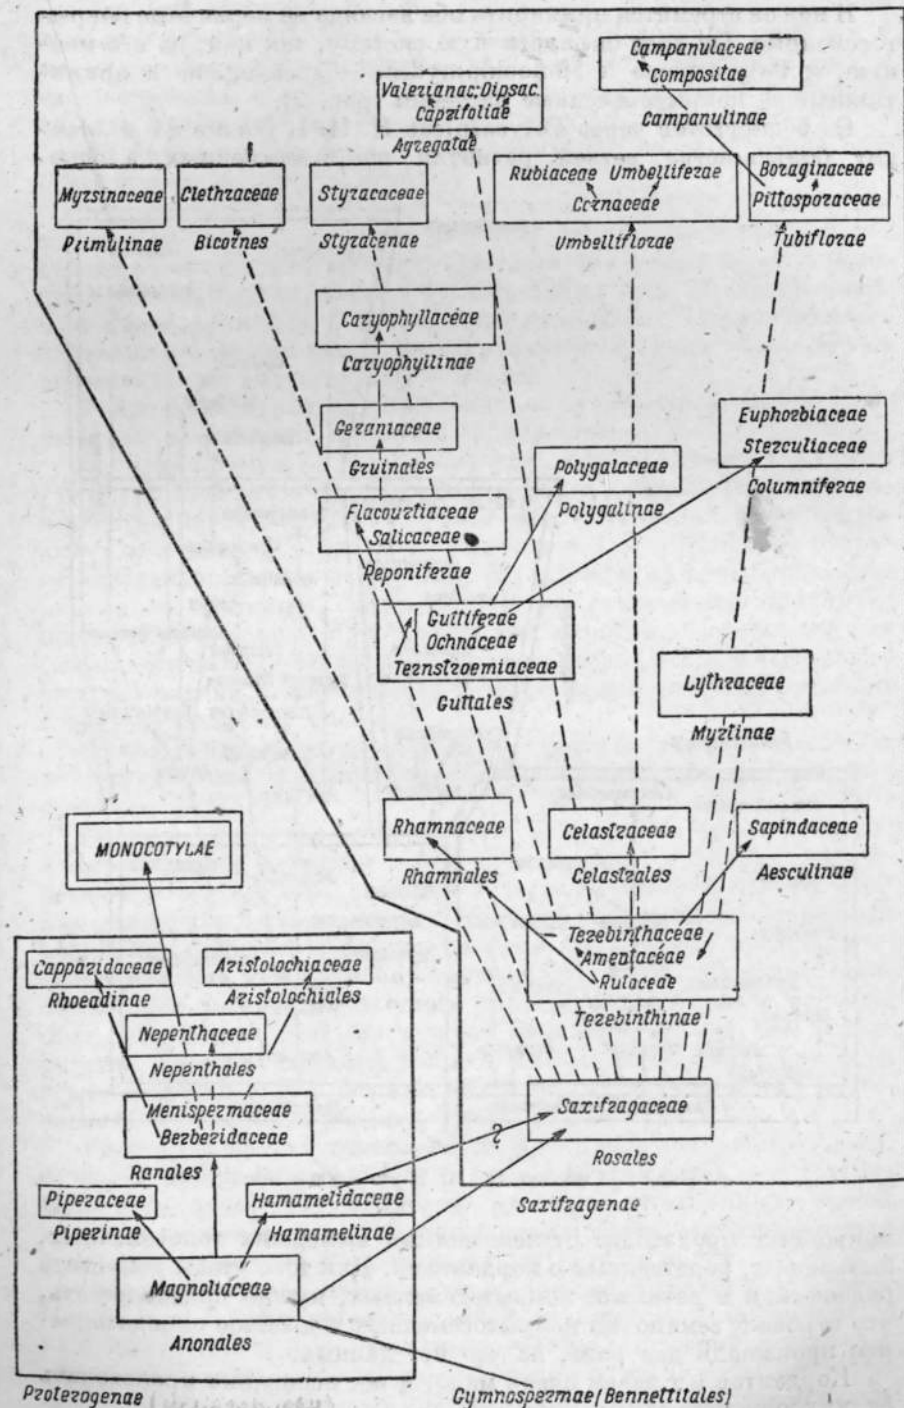 Campanulaceae
Compositae
Campanulinae
Valerianac; Dipsac.
Caprifoliae
Agregatae
Myrsinaceae
Primulinae
Clethraceae
Bicornes
Styracaceae
Styracenae
Rubiaceae Umbelliferae
Cornaceae
Umbelliflorae
Boraginaceae
Pittosporaceae
Tubiflorae
Caryophyllaceae
Caryophyllinae
Geraniaceae
Gruinales
Euphorbiaceae
Sterculiaceae
Columniferae
Polygalaceae
Polygalinae
Flacourtiaceae
Salicaceae
Peponiferae
Guttiferae
Ochnaceae
Ternstroemiaceae
Guttales
Lythraceae
Myrtinae
Rhamnaceae
Rhamnales
Celastraceae
Celastrales
Sapindaceae
Aesculinae
MONOCOTYLAE
Terebinthaceae
Amentaceae
Rutaceae
Terebinthinae
Capparidaceae
Rhoeadinae
Aristolochiaceae
Aristolochiales
Nepenthaceae
Nepenthales
Menispermaceae
Berberidaceae
Ranales
Saxifragaceae
?
Rosales
Saxifragenae
Piperaceae
Piperinae
Hamamelidaceae
Hamamelinae
Magnoliaceae
Anonales
Proterogenae
Gymnospermae (Bennettitales)